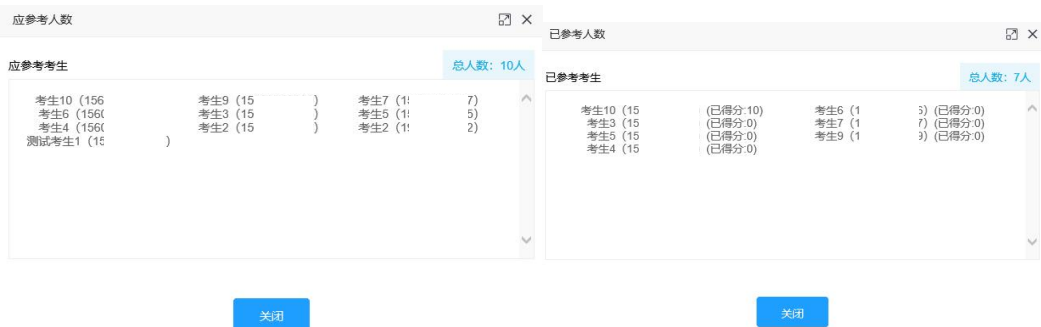 应参考人数
应参考考生 总人数：10人
考生10（156 考生9（15 ） 考生7（15 7）
考生6（1560 考生3（15 ） 考生5（15 5）
考生4（1560 考生2（15 ） 考生2（15 2）
测试考生1（15 ）
关闭
已参考人数
已参考考生 总人数：7人
考生10（15 (已得分:10) 考生6（1 6）(已得分:0)
考生3（15 (已得分:0) 考生7（1 7）(已得分:0)
考生5（15 (已得分:0) 考生9（1 9）(已得分:0)
考生4（15 (已得分:0)
关闭